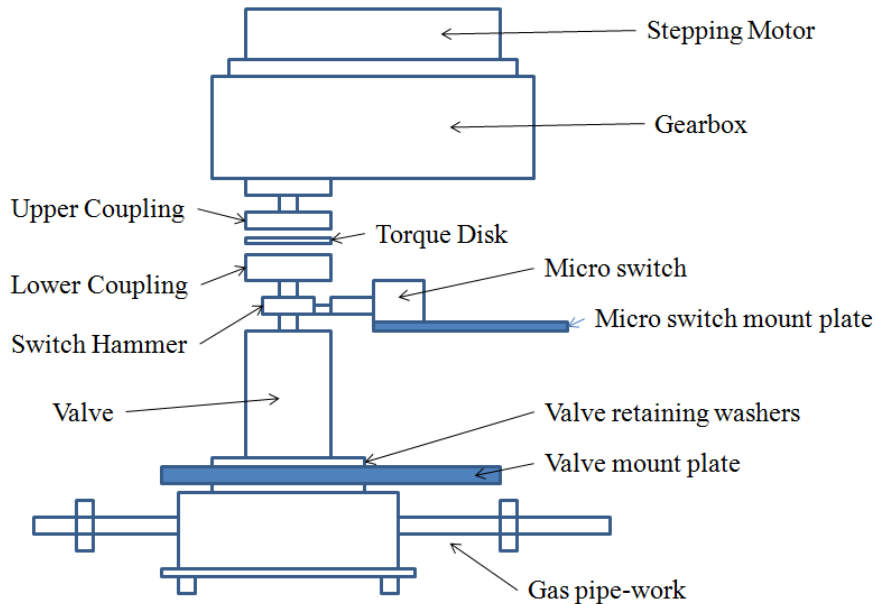 Stepping Motor
Gearbox
Upper Coupling
Torque Disk
Micro switch
Lower Coupling
Micro switch mount plate
Switch Hammer
Valve
Valve retaining washers
Valve mount plate
Gas pipe-work